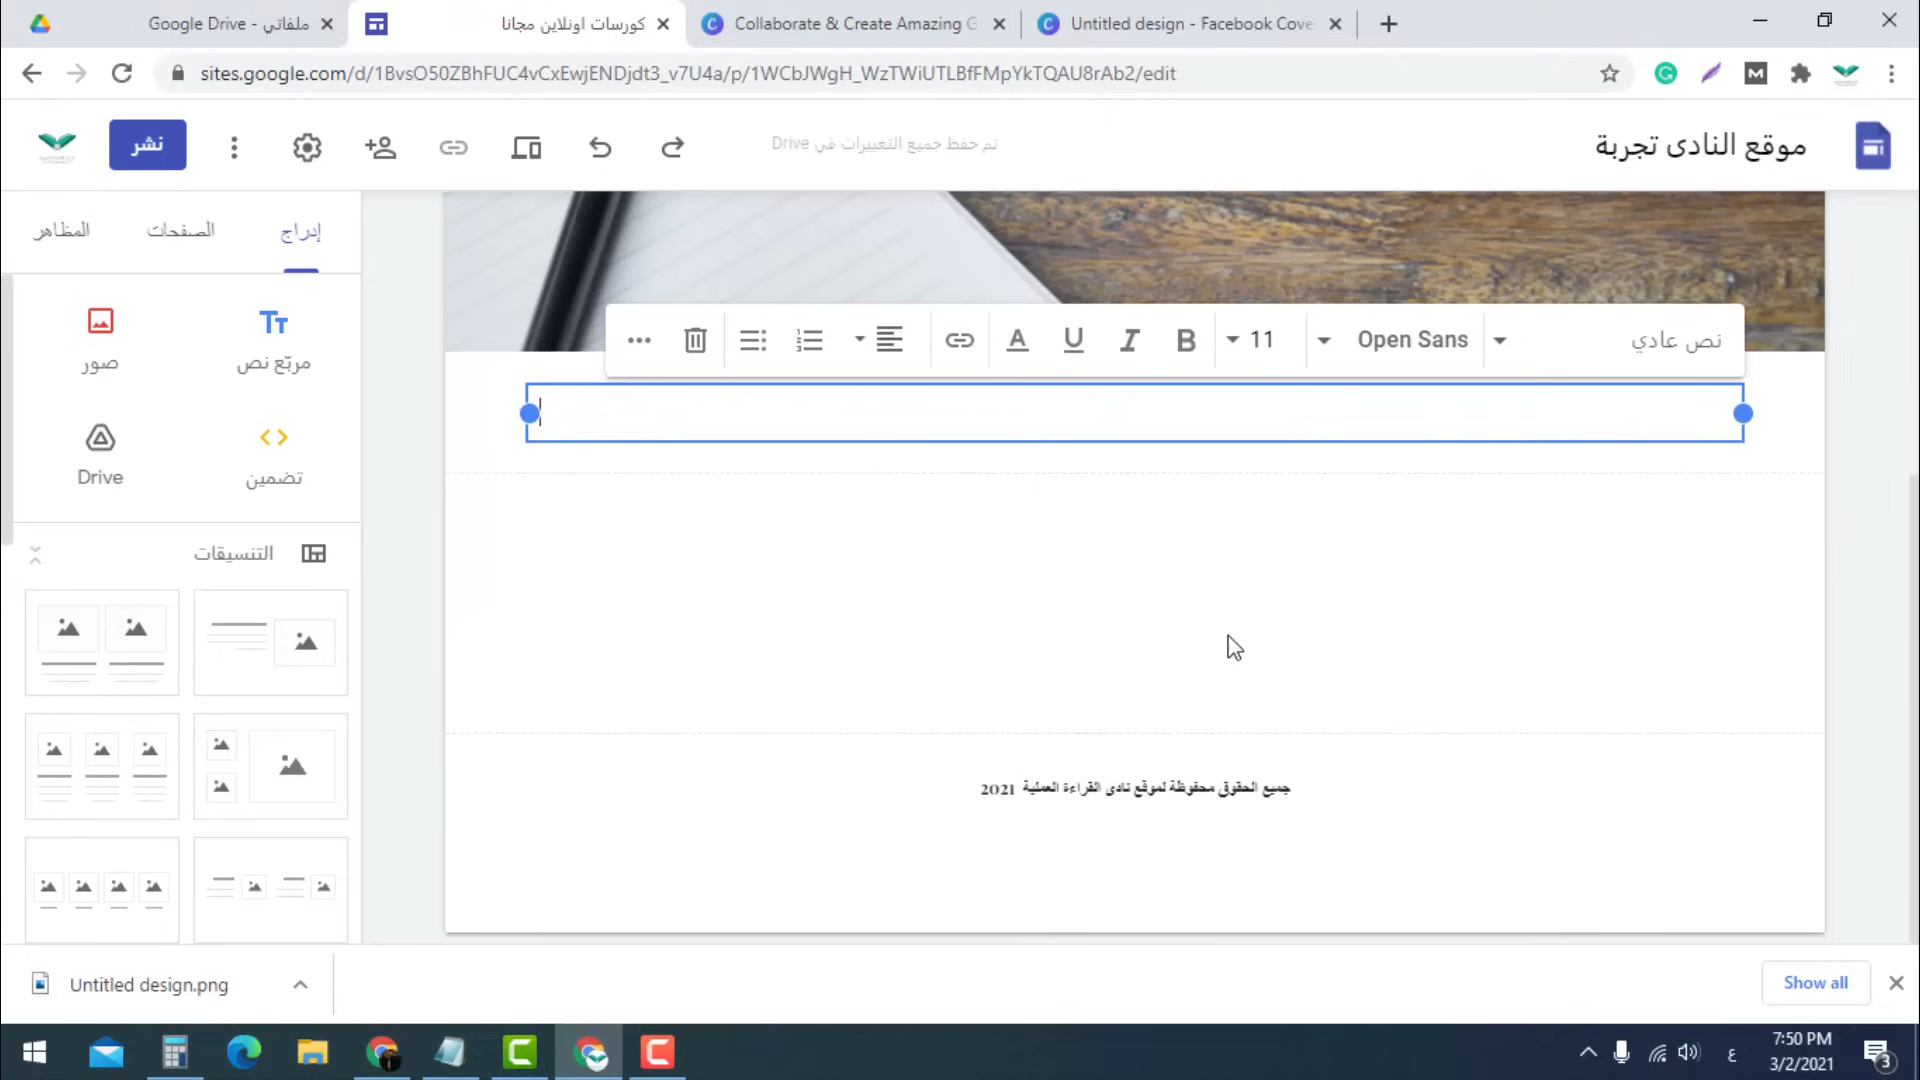 Google Drive - ملفاتي
كورسات اونلاين مجانا
Collaborate & Create Amazing G
Untitled design - Facebook Cove
sites.google.com/d/1BvsO50ZBhFUC4vCxEwjENDjdt3_v7U4a/p/1WCbJWgH_WzTWiUTLBfFMpYkTQAU8rAb2/edit
موقع النادى تجربة
تم حفظ جميع التغييرات في Drive
نشر
إدراج
الصفحات
المظاهر
نص عادي
Open Sans
11
B
I
U
A
مربّع نص
صور
تضمين
Drive
التنسيقات
جميع الحقوق محفوظة لموقع نادى القراءة العملية 2021
Untitled design.png
Show all
ع
7:50 PM
3/2/2021
3